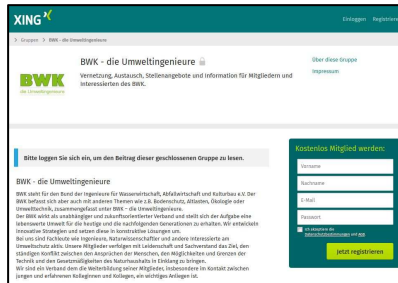 XING
Einloggen Registrieren
> Gruppen > BWK - die Umweltingenieure
BWK
die Umweltingenieure
BWK - die Umweltingenieure
Vernetzung, Austausch, Stellenangebote und Information für Mitgliedern und
Interessierten des BWK.
Über diese Gruppe
Impressum
Bitte loggen Sie sich ein, um den Beitrag dieser geschlossenen Gruppe zu lesen.
BWK - die Umweltingenieure
BWK steht für den Bund der Ingenieure für Wasserwirtschaft, Abfallwirtschaft und Kulturbau e.V. Der
BWK befasst sich aber auch mit anderen Themen wie z.B. Bodenschutz, Altlasten, Ökologie oder
Umwelttechnik, zusammengefasst unter BWK - die Umweltingenieure.
Der BWK wirkt als unabhängiger und zukunftsorientierter Verband und stellt sich der Aufgabe eine
lebenswerte Umwelt für die heutige und die nachfolgenden Generationen zu erhalten. Wir entwickeln
innovative Strategien und setzen diese in konstruktive Lösungen um.
Bei uns sind Fachleute wie Ingenieure, Naturwissenschaftler und andere Interessierte am
Umweltschutz aktiv. Unsere Mitglieder verfolgen mit Leidenschaft und Sachverstand das Ziel, den
ständigen Konflikt zwischen den Ansprüchen der Menschen, den Möglichkeiten und Grenzen der
Technik und den Gesetzmäßigkeiten des Naturhaushalts in Einklang zu bringen.
Wir sind ein Verband dem die Weiterbildung seiner Mitglieder, insbesondere im Kontakt zwischen
jungen und erfahrenen Kolleginnen und Kollegen, ein wichtiges Anliegen ist.
Kostenlos Mitglied werden:
Vorname
Nachname
E-Mail
Passwort
Ich akzeptiere die
Datenschutzbestimmungen und AGB
Jetzt registrieren